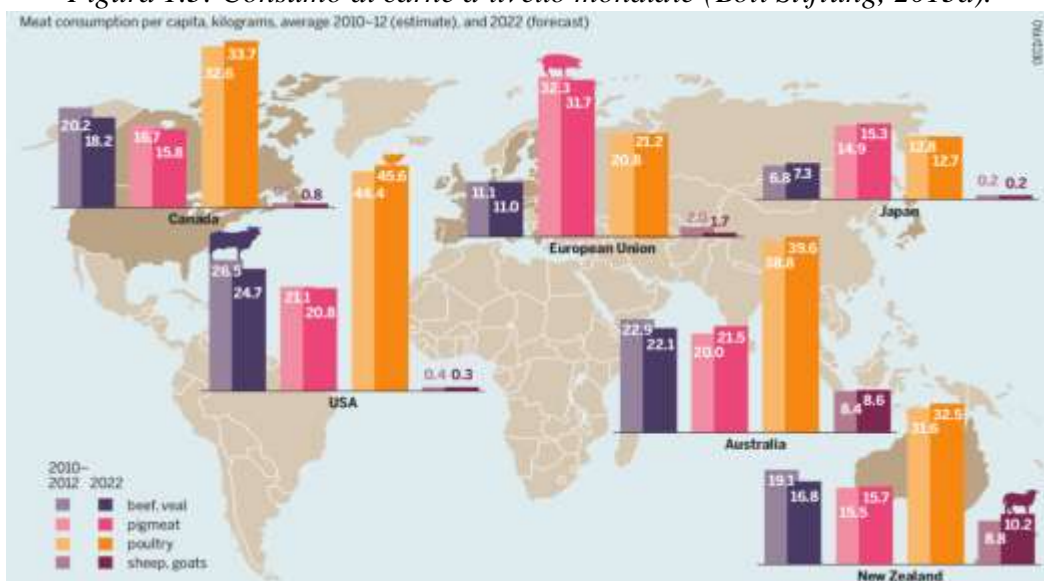 Figura 1.3: Consumo di carne a livello mondiale (Böll Stiftung, 2013a).
Meat consumption per capita, kilograms, average 2010–12 (estimate), and 2022 (forecast)
OECD/FAO
20.2 18.2 16.7 15.8 32.6 33.7 0.8
Canada
11.1 11.0 32.3 31.7 20.8 21.2 2.0 1.7
European Union
6.8 7.3 14.9 15.3 12.8 12.7 0.2 0.2
Japan
26.5 24.7 21.1 20.8 44.4 45.6 0.4 0.3
USA
22.9 22.1 20.0 21.5 38.8 39.6 8.4 8.6
Australia
19.1 16.8 15.5 15.7 31.6 32.5 8.8 10.2
New Zealand
2010–
2012 2022
beef, veal
pigmeat
poultry
sheep, goats